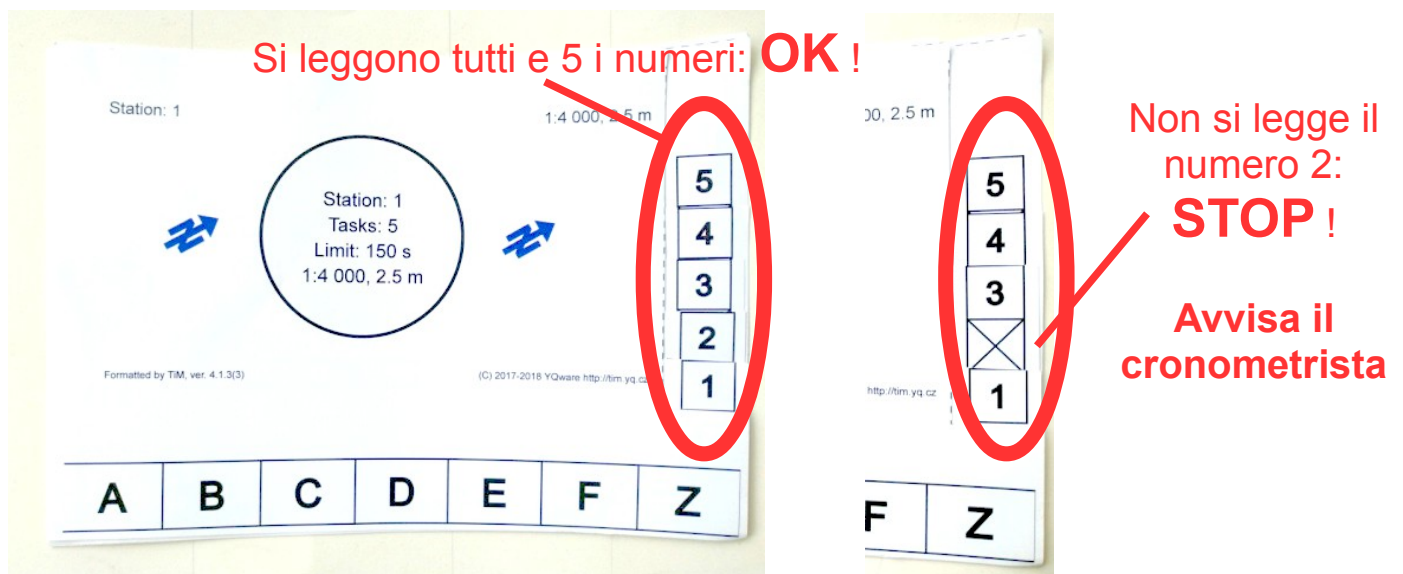 Si leggono tutti e 5 i numeri: OK !
Station: 1
1:4 000, 2.5 m
Station: 1
Tasks: 5
Limit: 150 s
1:4 000, 2.5 m
5
4
3
2
1
Formatted by TiM, ver. 4.1.3(3)
(C) 2017-2018 YQware http://tim.yq.cz
A B C D E F Z
00, 2.5 m
5
4
3
1
http://tim.yq.cz
F Z
Non si legge il
numero 2:
STOP !
Avvisa il
cronometrista